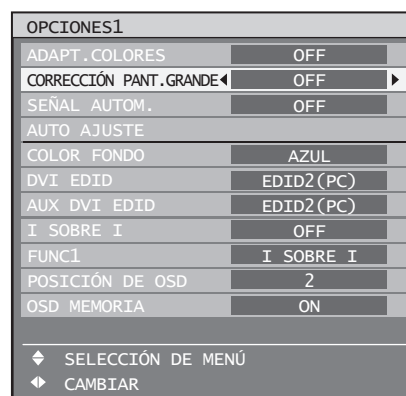 OPCIONES1
ADAPT.COLORES OFF
CORRECCIÓN PANT.GRANDE OFF
SEÑAL AUTOM. OFF
AUTO AJUSTE
COLOR FONDO AZUL
DVI EDID EDID2(PC)
AUX DVI EDID EDID2(PC)
I SOBRE I OFF
FUNC1 I SOBRE I
POSICIÓN DE OSD 2
OSD MEMORIA ON
SELECCIÓN DE MENÚ
CAMBIAR